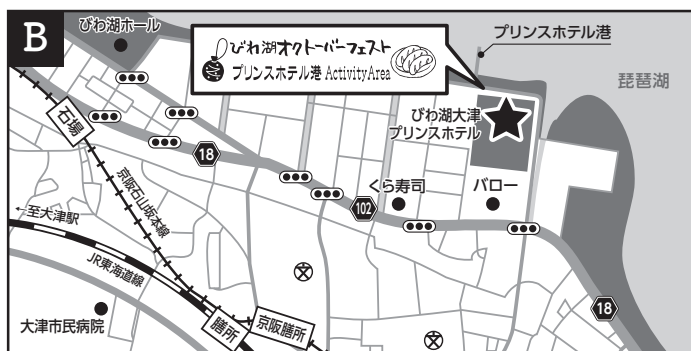 B
びわ湖ホール
びわ湖オクトーバーフェスト
プリンスホテル港 ActivityArea
プリンスホテル港
琵琶湖
びわ湖大津
プリンスホテル
石場
18
京阪石山坂本線
くら寿司
バロー
102
←至大津駅
JR東海道線
18
大津市民病院
膳所
京阪膳所